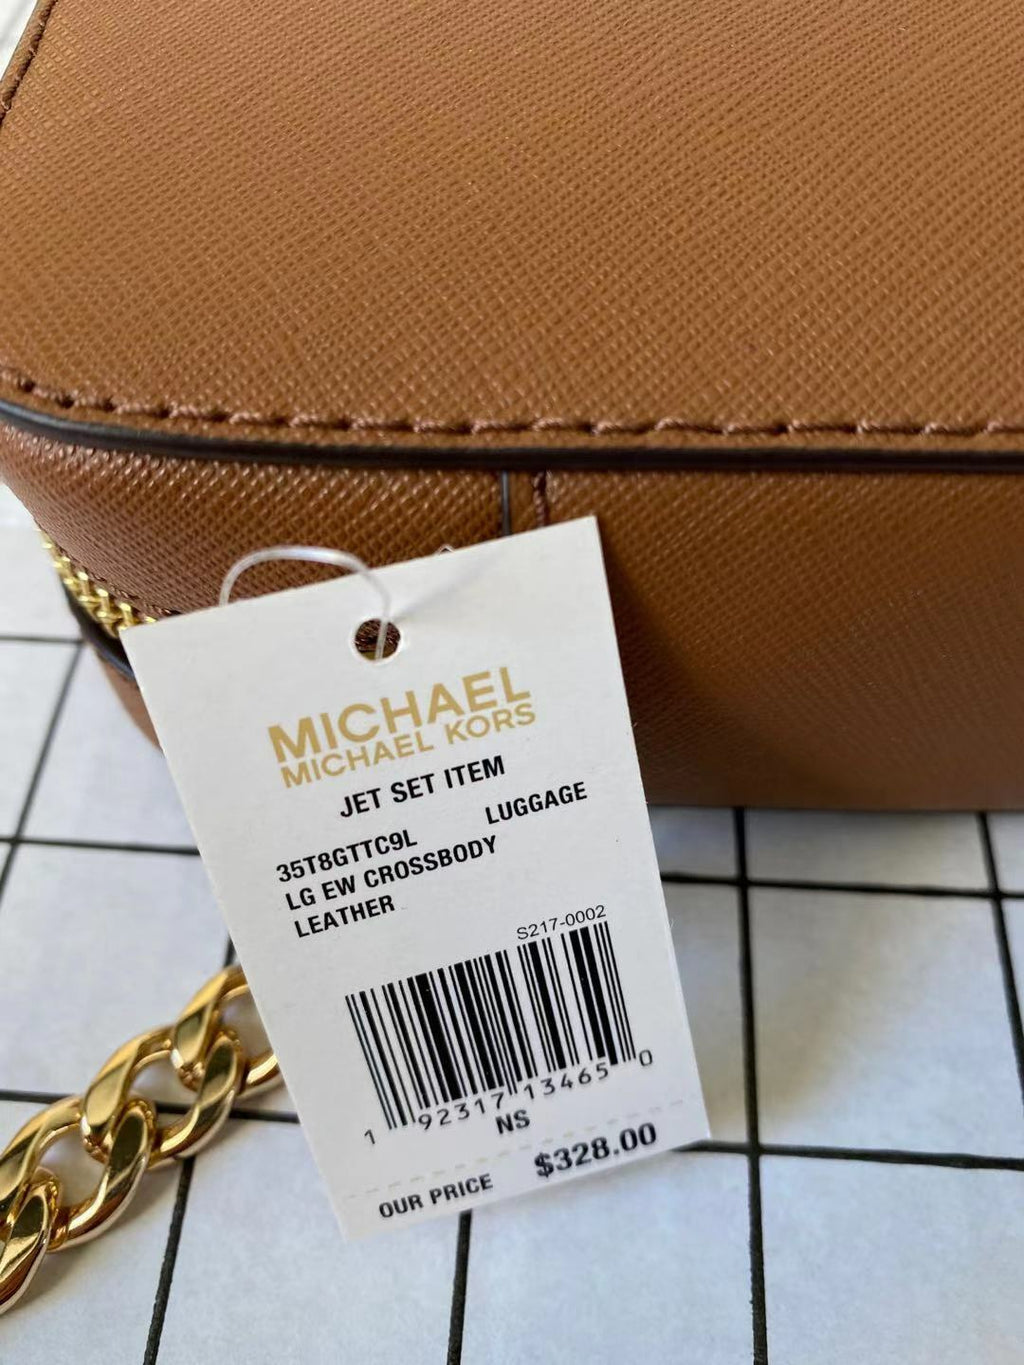 MICHAEL
MICHAEL KORS
JET SET ITEM
35T8GTTC9L LUGGAGE
LG EW CROSSBODY
LEATHER
S217-0002
1 92317 13465 0
NS
OUR PRICE $328.00